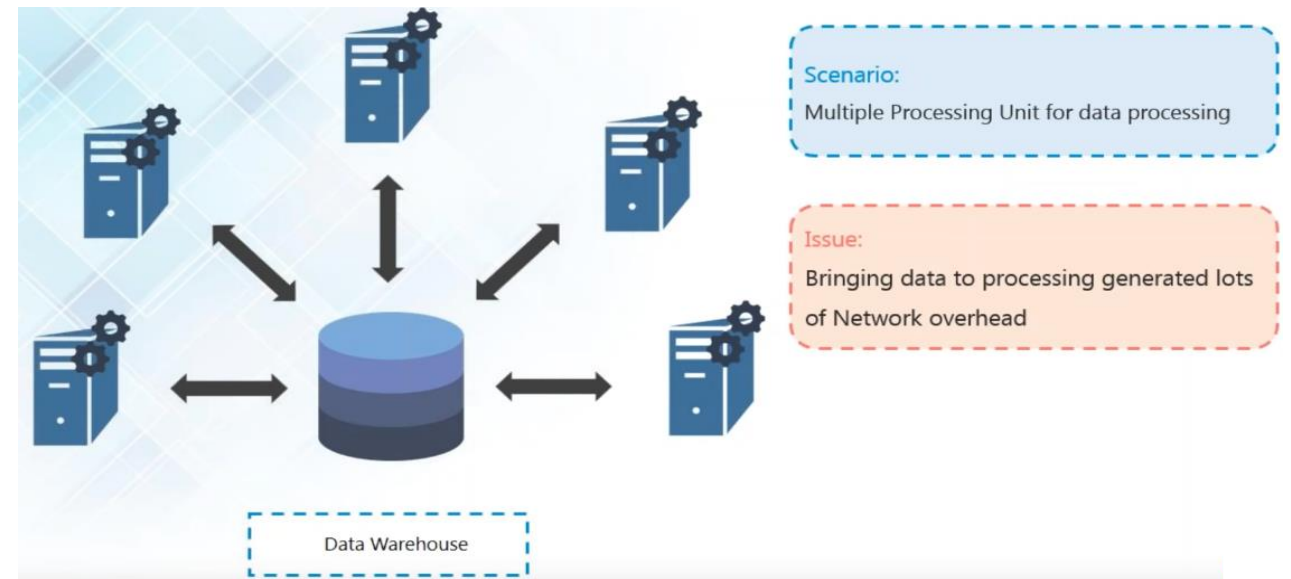 Scenario:
Multiple Processing Unit for data processing
Issue:
Bringing data to processing generated lots
of Network overhead
Data Warehouse